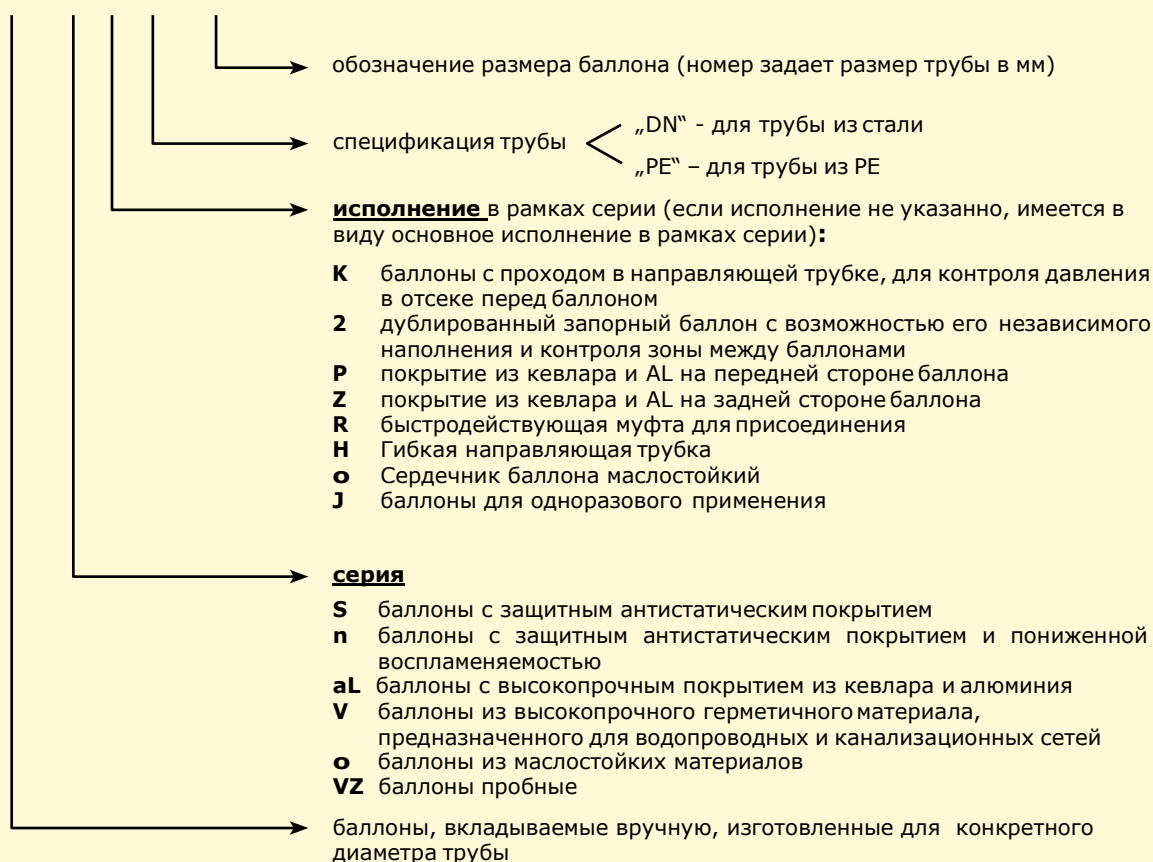 обозначение размера баллона (номер задает размер трубы в мм)
спецификация трубы
„DN“ - для трубы из стали
„PE“ – для трубы из PE
исполнение в рамках серии (если исполнение не указанно, имеется в
виду основное исполнение в рамках серии):
K баллоны с проходом в направляющей трубке, для контроля давления
в отсеке перед баллоном
2 дублированный запорный баллон с возможностью его независимого
наполнения и контроля зоны между баллонами
P покрытие из кевлара и AL на передней стороне баллона
Z покрытие из кевлара и AL на задней стороне баллона
R быстродействующая муфта для присоединения
H Гибкая направляющая трубка
o Сердечник баллона маслостойкий
J баллоны для одноразового применения
серия
S баллоны с защитным антистатическим покрытием
n баллоны с защитным антистатическим покрытием и пониженной
воспламеняемостью
aL баллоны с высокопрочным покрытием из кевлара и алюминия
V баллоны из высокопрочного герметичного материала,
предназначенного для водопроводных и канализационных сетей
o баллоны из маслостойких материалов
VZ баллоны пробные
баллоны, вкладываемые вручную, изготовленные для конкретного
диаметра трубы